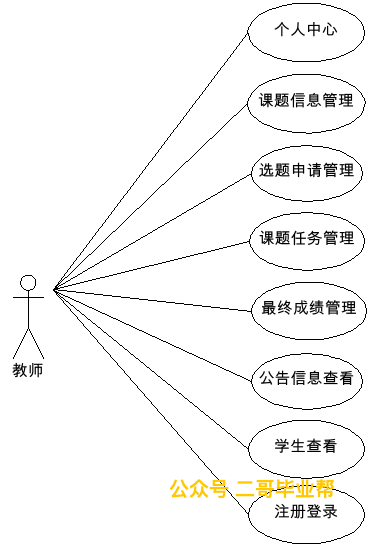 个人中心
课题信息管理
选题申请管理
课题任务管理
最终成绩管理
教师
公告信息查看
学生查看
公众号 二哥毕业帮
注册登录